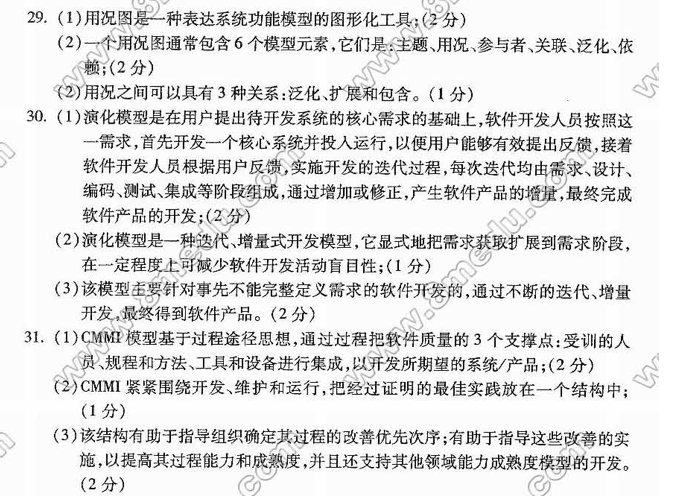 29. (1)用况图是一种表达系统功能模型的图形化工具;(2分)
(2)一个用况图通常包含6个模型元素,它们是:主题、用况、参与者、关联、泛化、依
赖;(2分)
(2)用况之间可以具有3种关系:泛化、扩展和包含。(1分)
30. (1)演化模型是在用户提出待开发系统的核心需求的基础上,软件开发人员按照这
一需求,首先开发一个核心系统并投入运行,以便用户能够有效提出反馈,接着
软件开发人员根据用户反馈,实施开发的迭代过程,每次迭代均由需求、设计、
编码、测试、集成等阶段组成,通过增加或修正,产生软件产品的增量,最终完成
软件产品的开发;(2分)
(2)演化模型是一种迭代、增量式开发模型,它显式地把需求获取扩展到需求阶段,
在一定程度上可减少软件开发活动盲目性;(1分)
(3)该模型主要针对事先不能完整定义需求的软件开发的,通过不断的迭代、增量
开发,最终得到软件产品。(2分)
31. (1)CMMI模型基于过程途径思想,通过过程把软件质量的3个支撑点:受训的人
员、规程和方法、工具和设备进行集成,以开发所期望的系统/产品;(2分)
(2)CMMI紧紧围绕开发、维护和运行,把经过证明的最佳实践放在一个结构中;
(1分)
(3)该结构有助于指导组织确定其过程的改善优先次序;有助于指导这些改善的实
施,以提高其过程能力和成熟度,并且还支持其他领域能力成熟度模型的开发。
(2分)
www.8medu.com